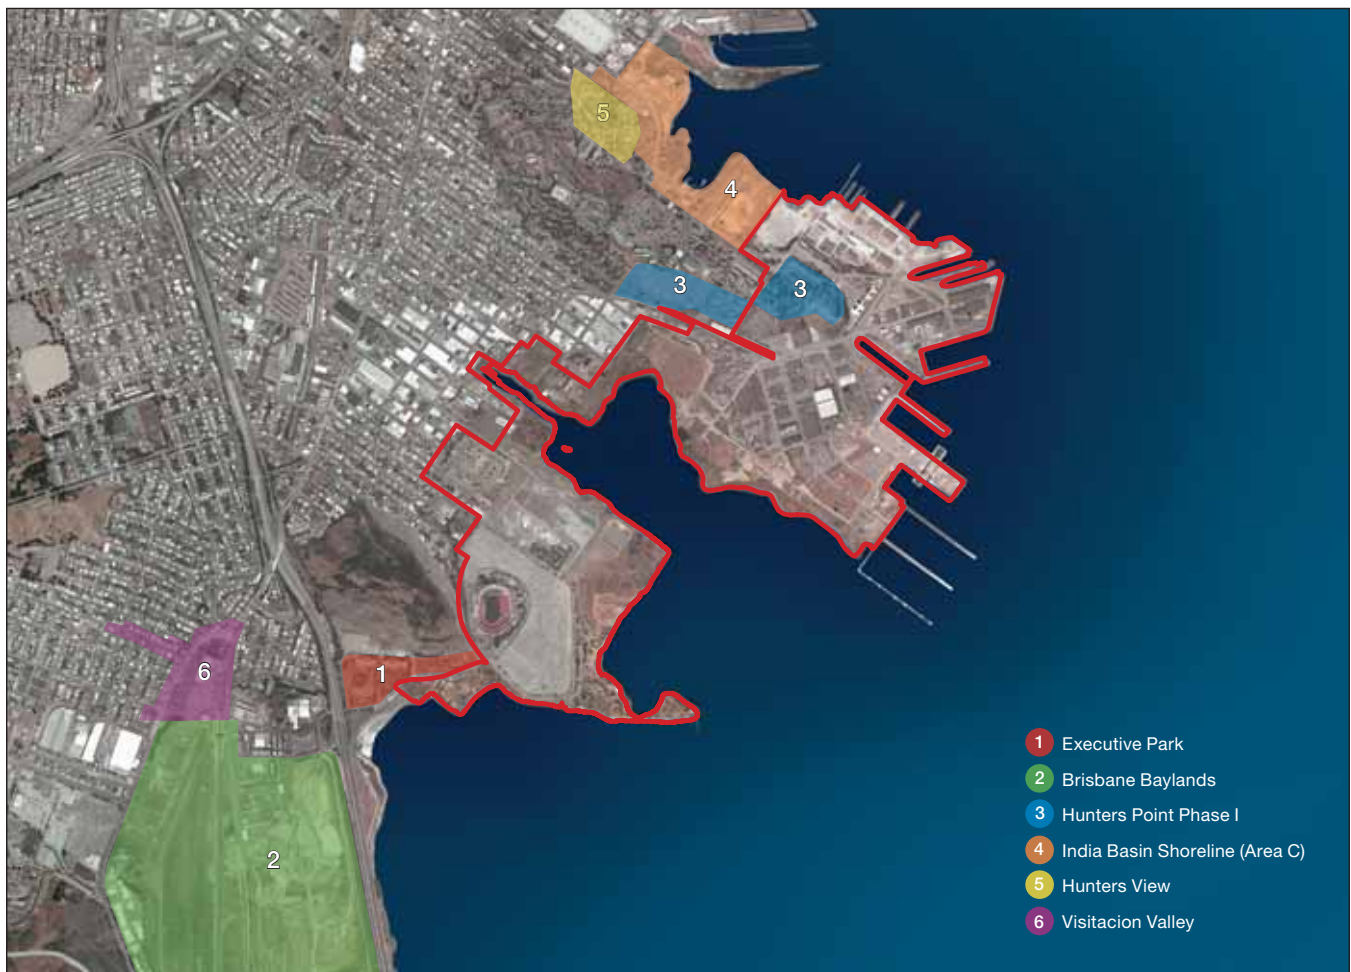 5
4
3
3
1
6
2
1 Executive Park
2 Brisbane Baylands
3 Hunters Point Phase I
4 India Basin Shoreline (Area C)
5 Hunters View
6 Visitacion Valley